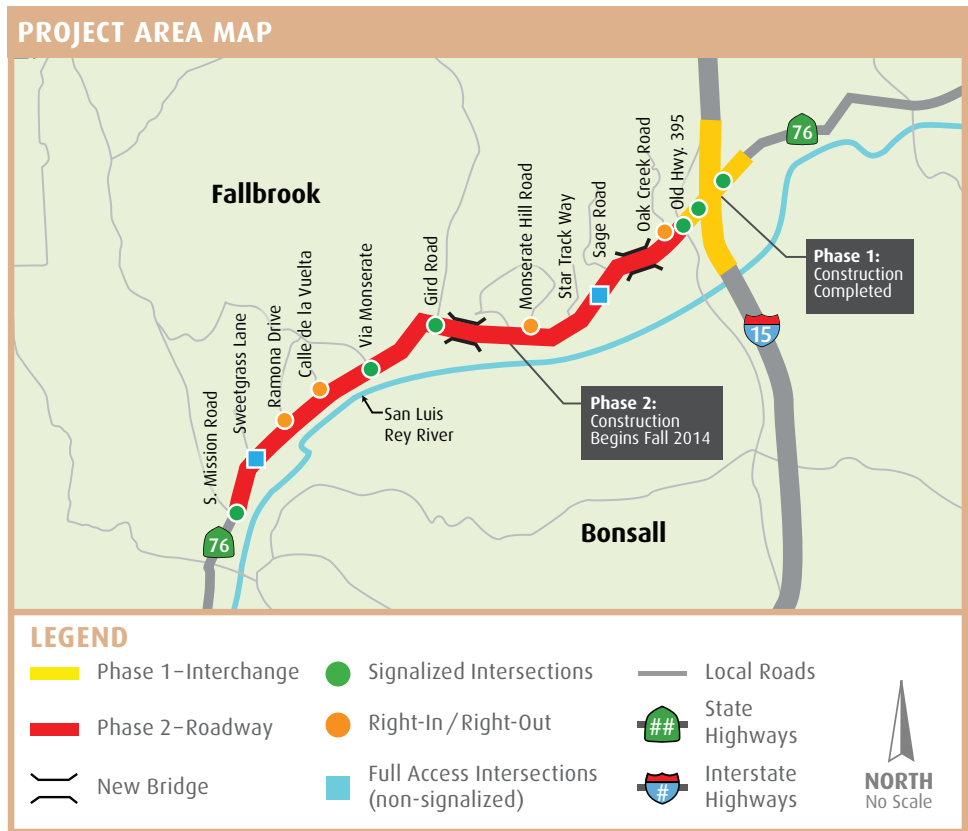 PROJECT AREA MAP
Fallbrook
S. Mission Road
Sweetgrass Lane
Ramona Drive
Calle de la Vuelta
Via Monserate
Gird Road
Monserate Hill Road
Star Track Way
Sage Road
Oak Creek Road
Old Hwy. 395
76
Phase 1:
Construction
Completed
15
Phase 2:
Construction
Begins Fall 2014
San Luis
Rey River
Bonsall
76
LEGEND
Phase 1–Interchange
Phase 2–Roadway
New Bridge
Signalized Intersections
Right-In / Right-Out
Full Access Intersections
(non-signalized)
Local Roads
##
State
Highways
#
Interstate
Highways
NORTH
No Scale